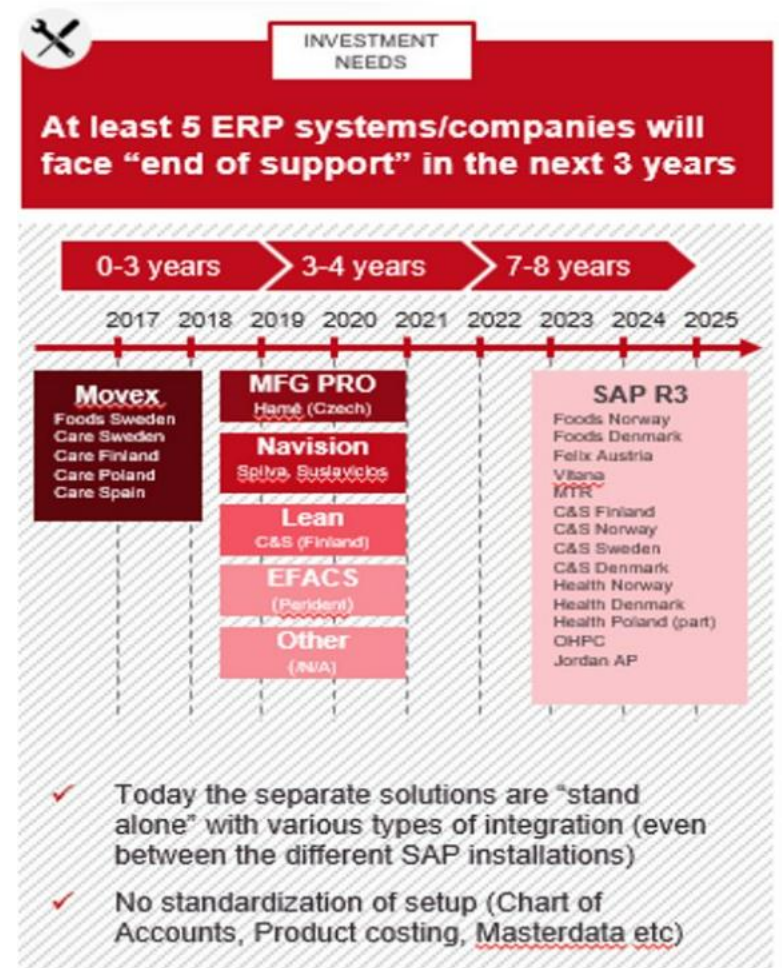 INVESTMENT
NEEDS
At least 5 ERP systems/companies will
face “end of support” in the next 3 years
0-3 years
3-4 years
7-8 years
2017 2018 2019 2020 2021 2022 2023 2024 2025
Movex
Foods Sweden
Care Sweden
Care Finland
Care Poland
Care Spain
MFG PRO
Hamé (Czech)
Navision
Spilva, Suslavicios
Lean
C&S (Finland)
EFACS
(Perident)
Other
(/N/A)
SAP R3
Foods Norway
Foods Denmark
Felix Austria
Vitana
MTR
C&S Finland
C&S Norway
C&S Sweden
C&S Denmark
Health Norway
Health Denmark
Health Poland (part)
OHPC
Jordan AP
Today the separate solutions are “stand
alone” with various types of integration (even
between the different SAP installations)
No standardization of setup (Chart of
Accounts, Product costing, Masterdata etc)